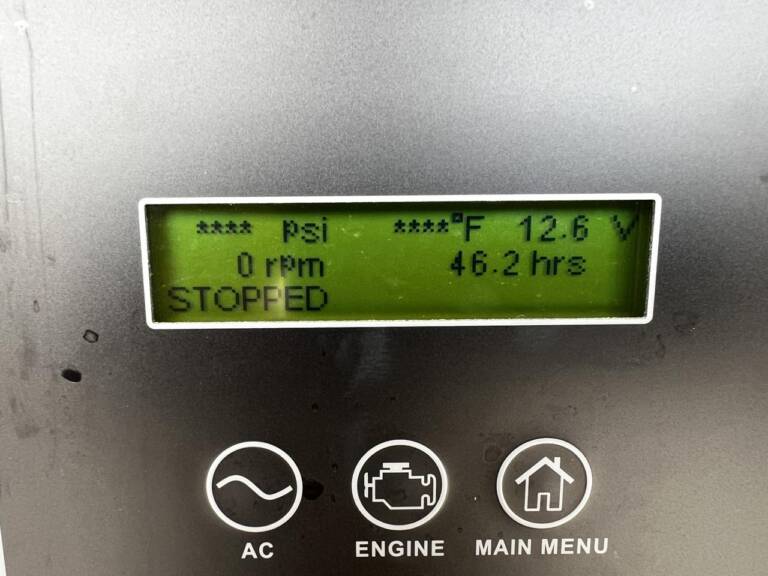 **** psi ****°F 12.6 V
0 rpm 46.2 hrs
STOPPED
AC ENGINE MAIN MENU